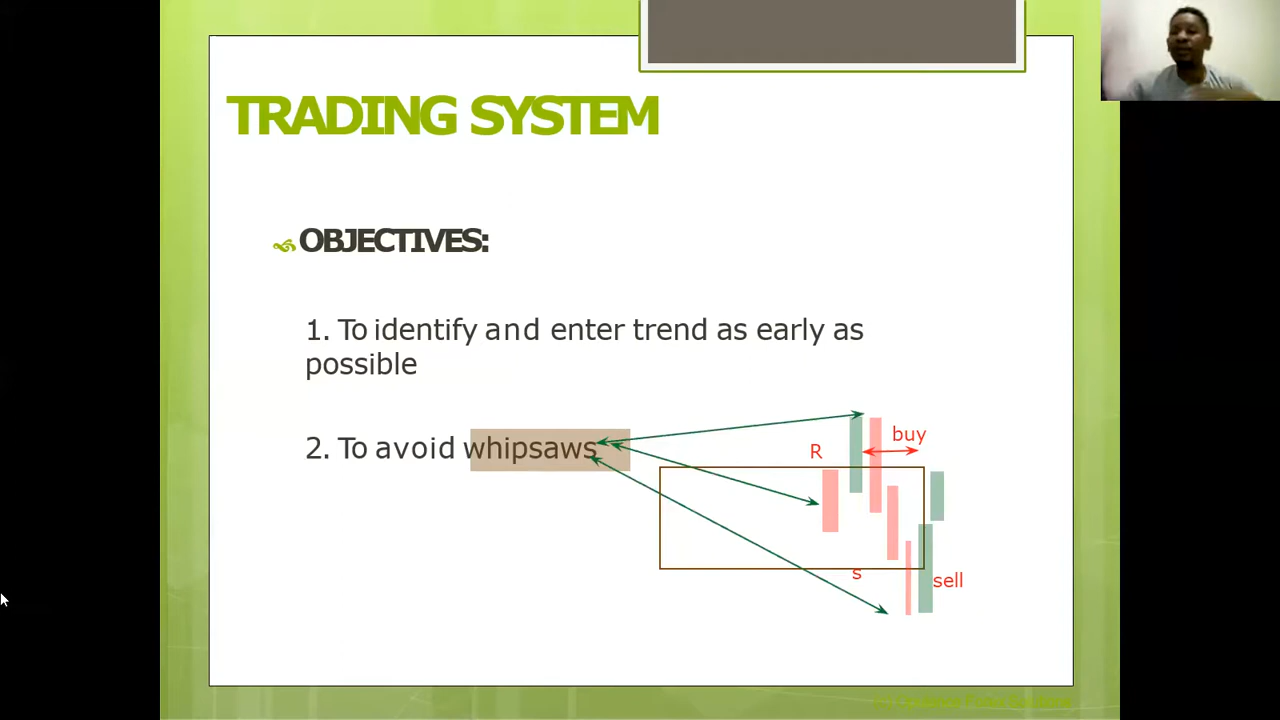 TRADING SYSTEM
OBJECTIVES:
1. To identify and enter trend as early as
possible
2. To avoid whipsaws
buy
R
s
sell